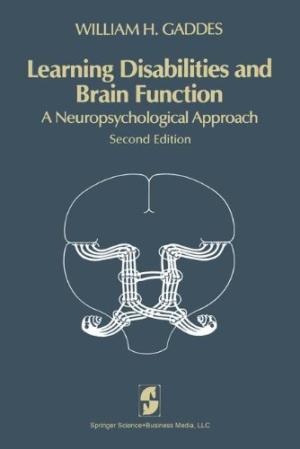 WILLIAM H. GADDES
Learning Disabilities and
Brain Function
A Neuropsychological Approach
Second Edition
Springer Science+Business Media, LLC